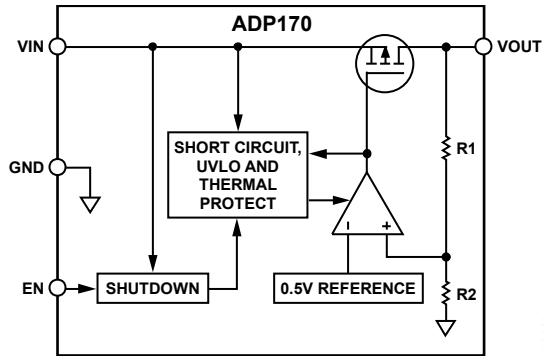 ADP170
VIN
VOUT
SHORT CIRCUIT,
UVLO AND
THERMAL
PROTECT
R1
GND
EN
SHUTDOWN
0.5V REFERENCE
R2